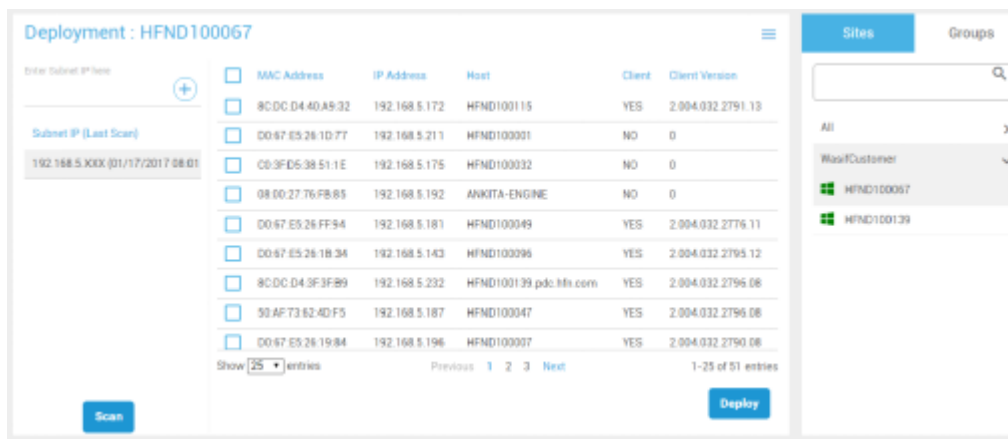 Deployment : HFND100067
Enter Subnet IP here
Subnet IP (Last Scan)
192.168.5.XXX (01/17/2017 08:01
Scan
MAC Address IP Address Host Client Client Version
8C:DC:D4:40:A9:32 192.168.5.172 HFND100115 YES 2.004.032.2791.13
D0:67:E5:26:1D:77 192.168.5.211 HFND100001 NO 0
C0:3F:D5:38:51:1E 192.168.5.175 HFND100032 NO 0
08:00:27:76:FB:85 192.168.5.192 ANKITA-ENGINE NO 0
D0:67:E5:26:FF:94 192.168.5.181 HFND100049 YES 2.004.032.2776.11
D0:67:E5:26:1B:34 192.168.5.143 HFND100096 YES 2.004.032.2795.12
8C:DC:D4:3F:3F:B9 192.168.5.232 HFND100139.pdc.hfn.com YES 2.004.032.2796.08
50:AF:73:62:4D:F5 192.168.5.187 HFND100047 YES 2.004.032.2796.08
D0:67:E5:26:19:84 192.168.5.196 HFND100007 YES 2.004.032.2790.08
Show 25 entries Previous 1 2 3 Next 1-25 of 51 entries
Deploy
Sites Groups
All
WasifCustomer
HFND100067
HFND100139